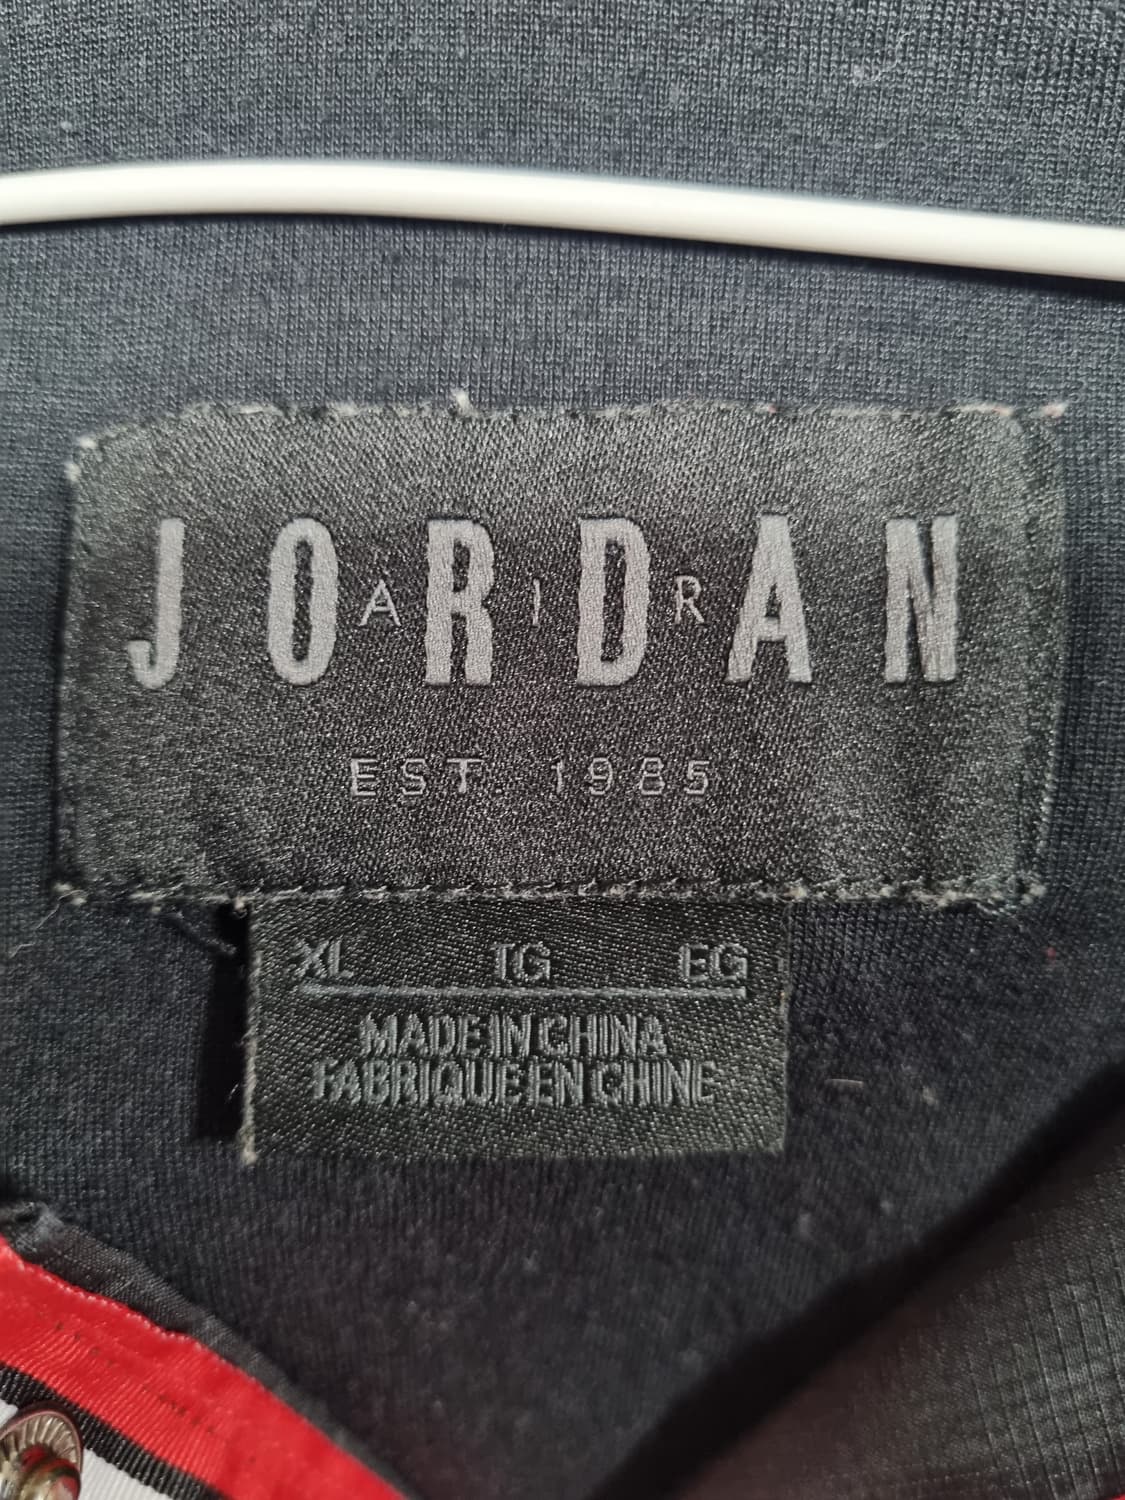 JORDAN
AIR
EST. 1985
XL TG EG
MADE IN CHINA
FABRIQUE EN CHINE